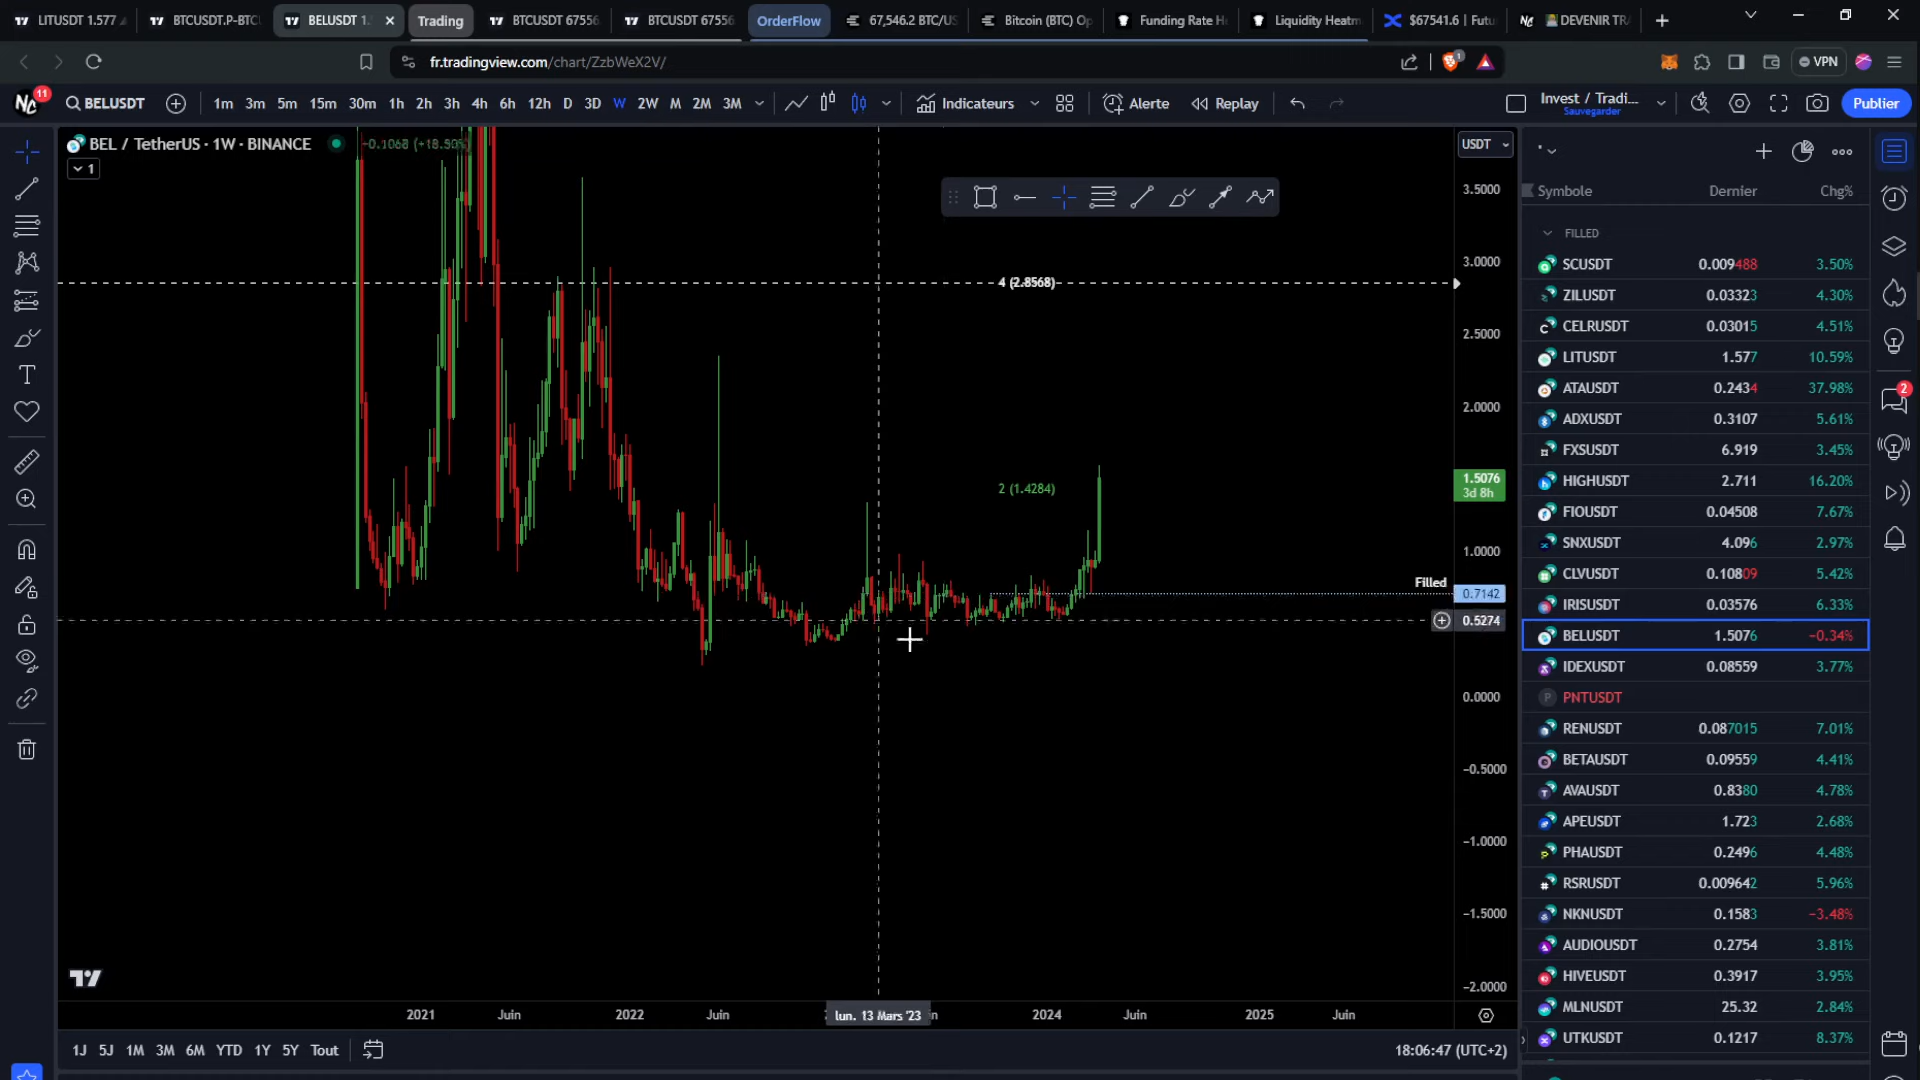 LITUSDT 1.577
BTCUSDT.P-BTC
BELUSDT 1.
Trading
BTCUSDT 67556
BTCUSDT 67556
OrderFlow
67,546.2 BTC/US
Bitcoin (BTC) Op
Funding Rate H
Liquidity Heatm
$67541.6 | Futu
DEVENIR TRA
fr.tradingview.com/chart/ZzbWeX2V/
1
VPN
11
BELUSDT
1m 3m 5m 15m 30m 1h 2h 3h 4h 6h 12h D 3D W 2W M 2M 3M
Indicateurs
Alerte
Replay
Invest / Tradi...
Sauvegarder
Publier
BEL / TetherUS · 1W · BINANCE
−0.1068 (+18.50%)
1
USDT
3.5000
3.0000
2.5000
2.0000
1.5076
3d 8h
1.0000
0.7142
0.5274
0.0000
−0.5000
−1.0000
−1.5000
−2.0000
4 (2.8568)
2 (1.4284)
Filled
2021
Juin
2022
Juin
lun. 13 Mars '23
2024
Juin
2025
Juin
1J 5J 1M 3M 6M YTD 1Y 5Y Tout
18:06:47 (UTC+2)
Symbole Dernier Chg%
FILLED
SCUSDT 0.009488 3.50%
ZILUSDT 0.03323 4.30%
CELRUSDT 0.03015 4.51%
LITUSDT 1.577 10.59%
ATAUSDT 0.2434 37.98%
ADXUSDT 0.3107 5.61%
FXSUSDT 6.919 3.45%
HIGHUSDT 2.711 16.20%
FIOUSDT 0.04508 7.67%
SNXUSDT 4.096 2.97%
CLVUSDT 0.10809 5.42%
IRISUSDT 0.03576 6.33%
BELUSDT 1.5076 −0.34%
IDEXUSDT 0.08559 3.77%
P PNTUSDT
RENUSDT 0.087015 7.01%
BETAUSDT 0.09559 4.41%
AVAUSDT 0.8380 4.78%
APEUSDT 1.723 2.68%
PHAUSDT 0.2496 4.48%
RSRUSDT 0.009642 5.96%
NKNUSDT 0.1583 −3.48%
AUDIOUSDT 0.2754 3.81%
HIVEUSDT 0.3917 3.95%
MLNUSDT 25.32 2.84%
UTKUSDT 0.1217 8.37%
2